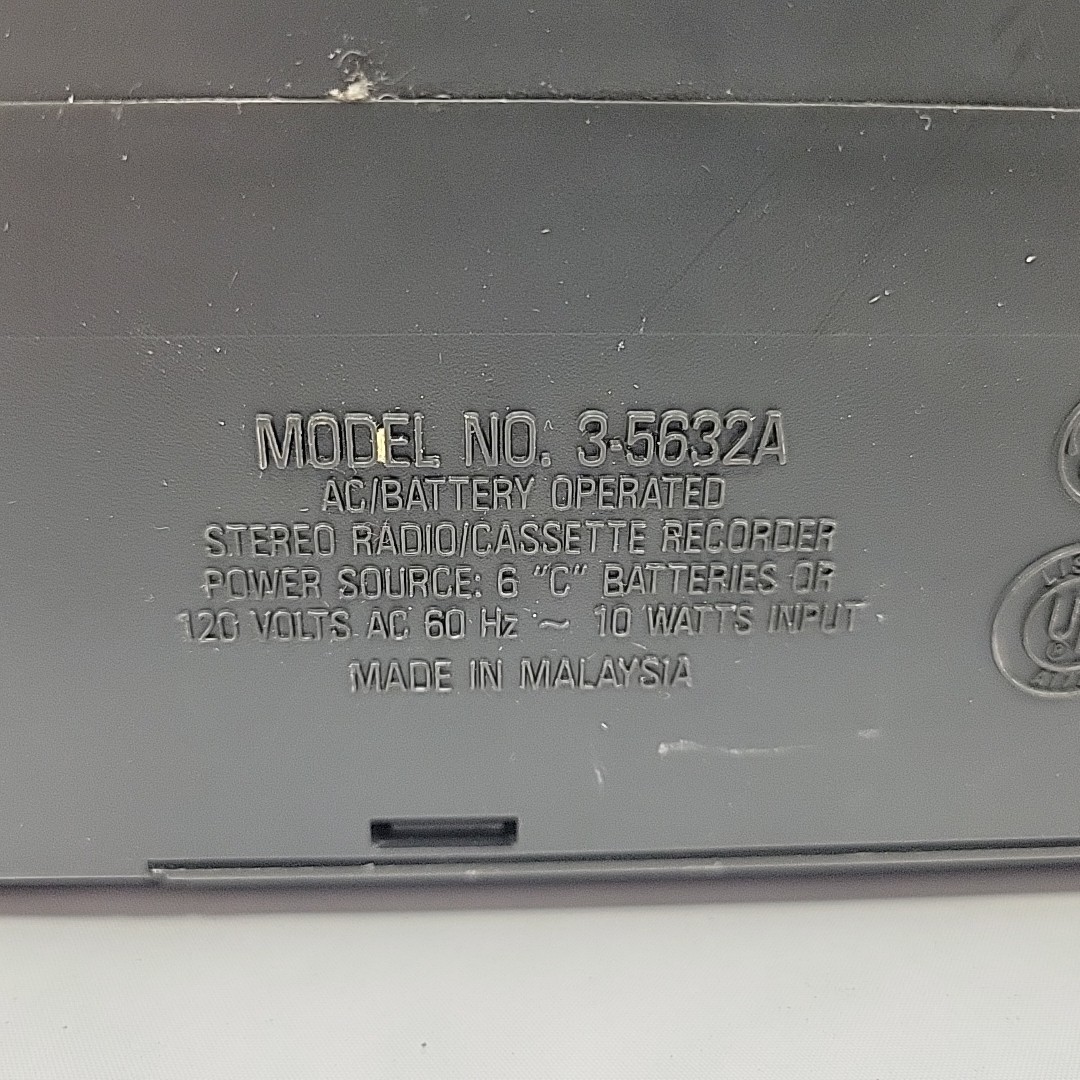 MODEL NO. 3-5632A
AC/BATTERY OPERATED
STEREO RADIO/CASSETTE RECORDER
POWER SOURCE: 6 "C" BATTERIES OR
120 VOLTS AC 60 Hz ~ 10 WATTS INPUT
MADE IN MALAYSIA
LIS
U